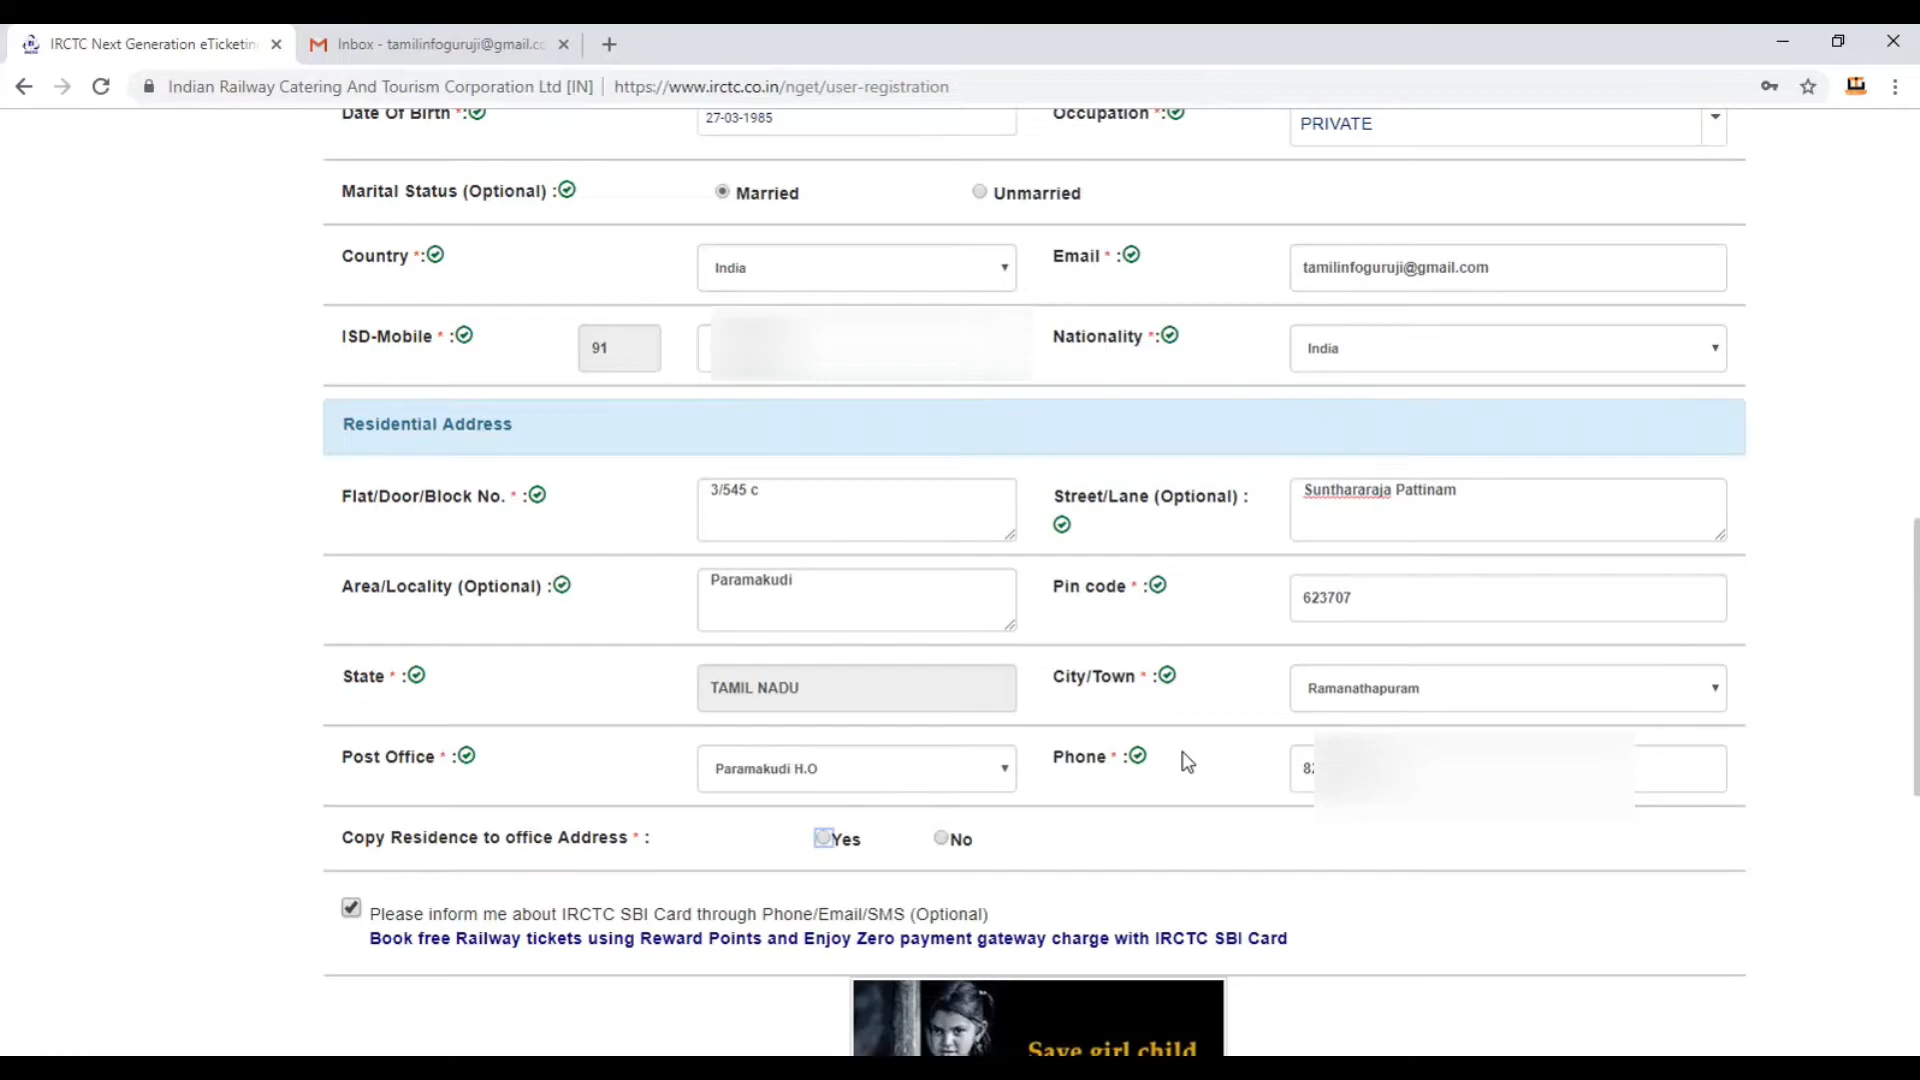 IRCTC Next Generation eTicketin
Inbox - tamilinfoguruji@gmail.co
Indian Railway Catering And Tourism Corporation Ltd [IN] | https://www.irctc.co.in/nget/user-registration
Date Of Birth *: 27-03-1985 Occupation *: PRIVATE
Marital Status (Optional) : Married Unmarried
Country *: India Email * : tamilinfoguruji@gmail.com
ISD-Mobile * : 91 Nationality *: India
Residential Address
Flat/Door/Block No. * : 3/545 c Street/Lane (Optional) : Sunthararaja Pattinam
Area/Locality (Optional) : Paramakudi Pin code * : 623707
State * : TAMIL NADU City/Town * : Ramanathapuram
Post Office * : Paramakudi H.O Phone * :
Copy Residence to office Address * : Yes No
Please inform me about IRCTC SBI Card through Phone/Email/SMS (Optional)
Book free Railway tickets using Reward Points and Enjoy Zero payment gateway charge with IRCTC SBI Card
Save girl child